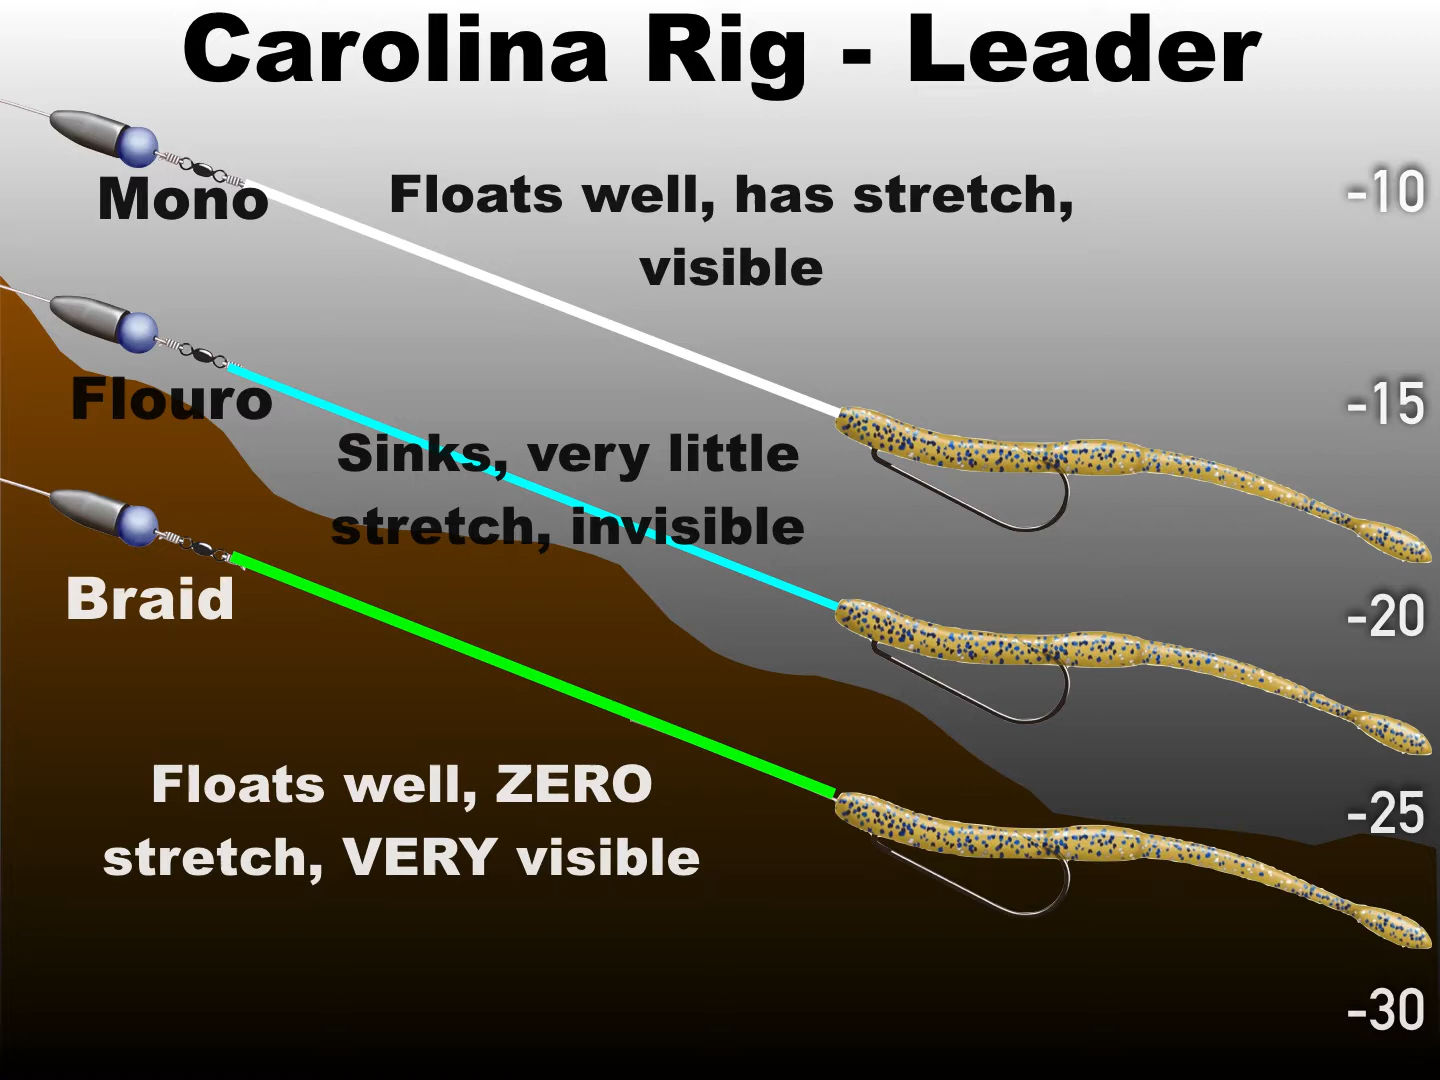 Carolina Rig - Leader
Mono
Floats well, has stretch,
visible
-10
Flouro
-15
Sinks, very little
stretch, invisible
Braid
-20
Floats well, ZERO
stretch, VERY visible
-25
-30